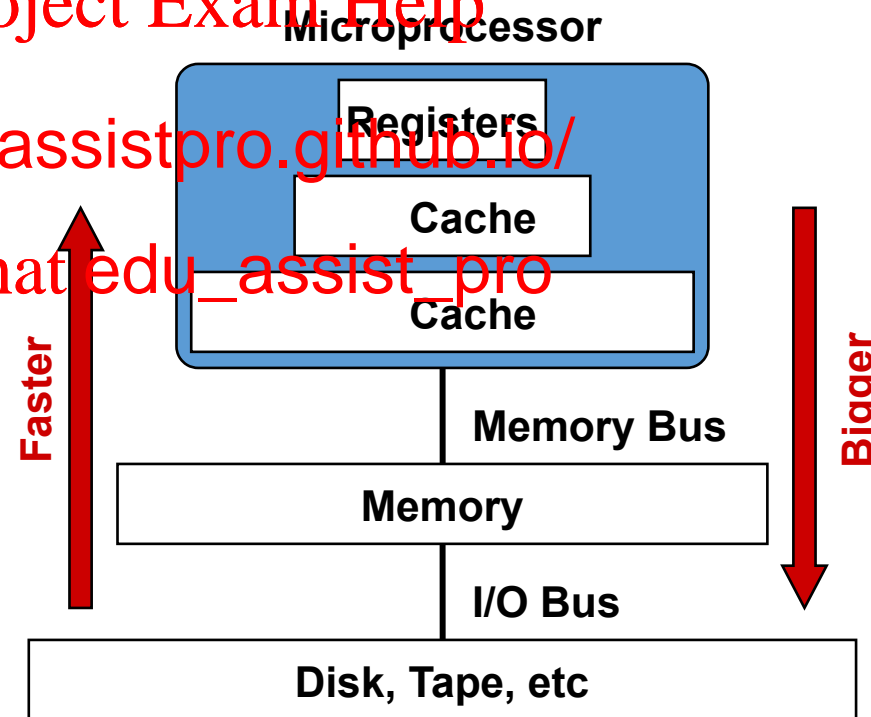 oject Exam Help
Microprocessor
Registers
assistpro.github.io/
Cache
hat edu_assist_pro
Cache
Faster
Bigger
Memory Bus
Memory
I/O Bus
Disk, Tape, etc